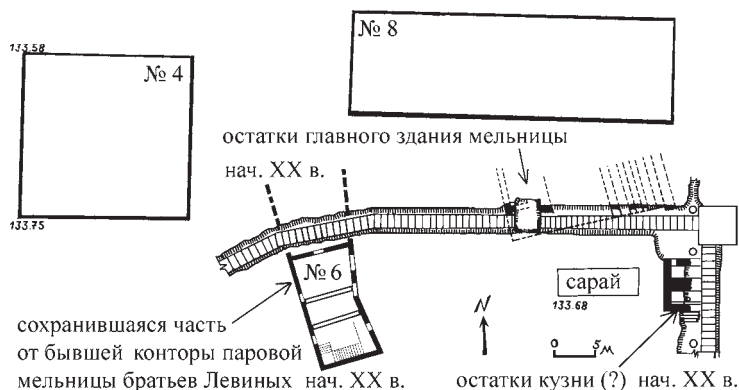 № 8
133.58
№ 4
остатки главного здания мельницы
нач. XX в.
133.75
№ 6
сарай
133.68
N
5м
0
сохранившаяся часть
от бывшей конторы паровой
мельницы братьев Левиных нач. XX в.
остатки кузни (?) нач. XX в.